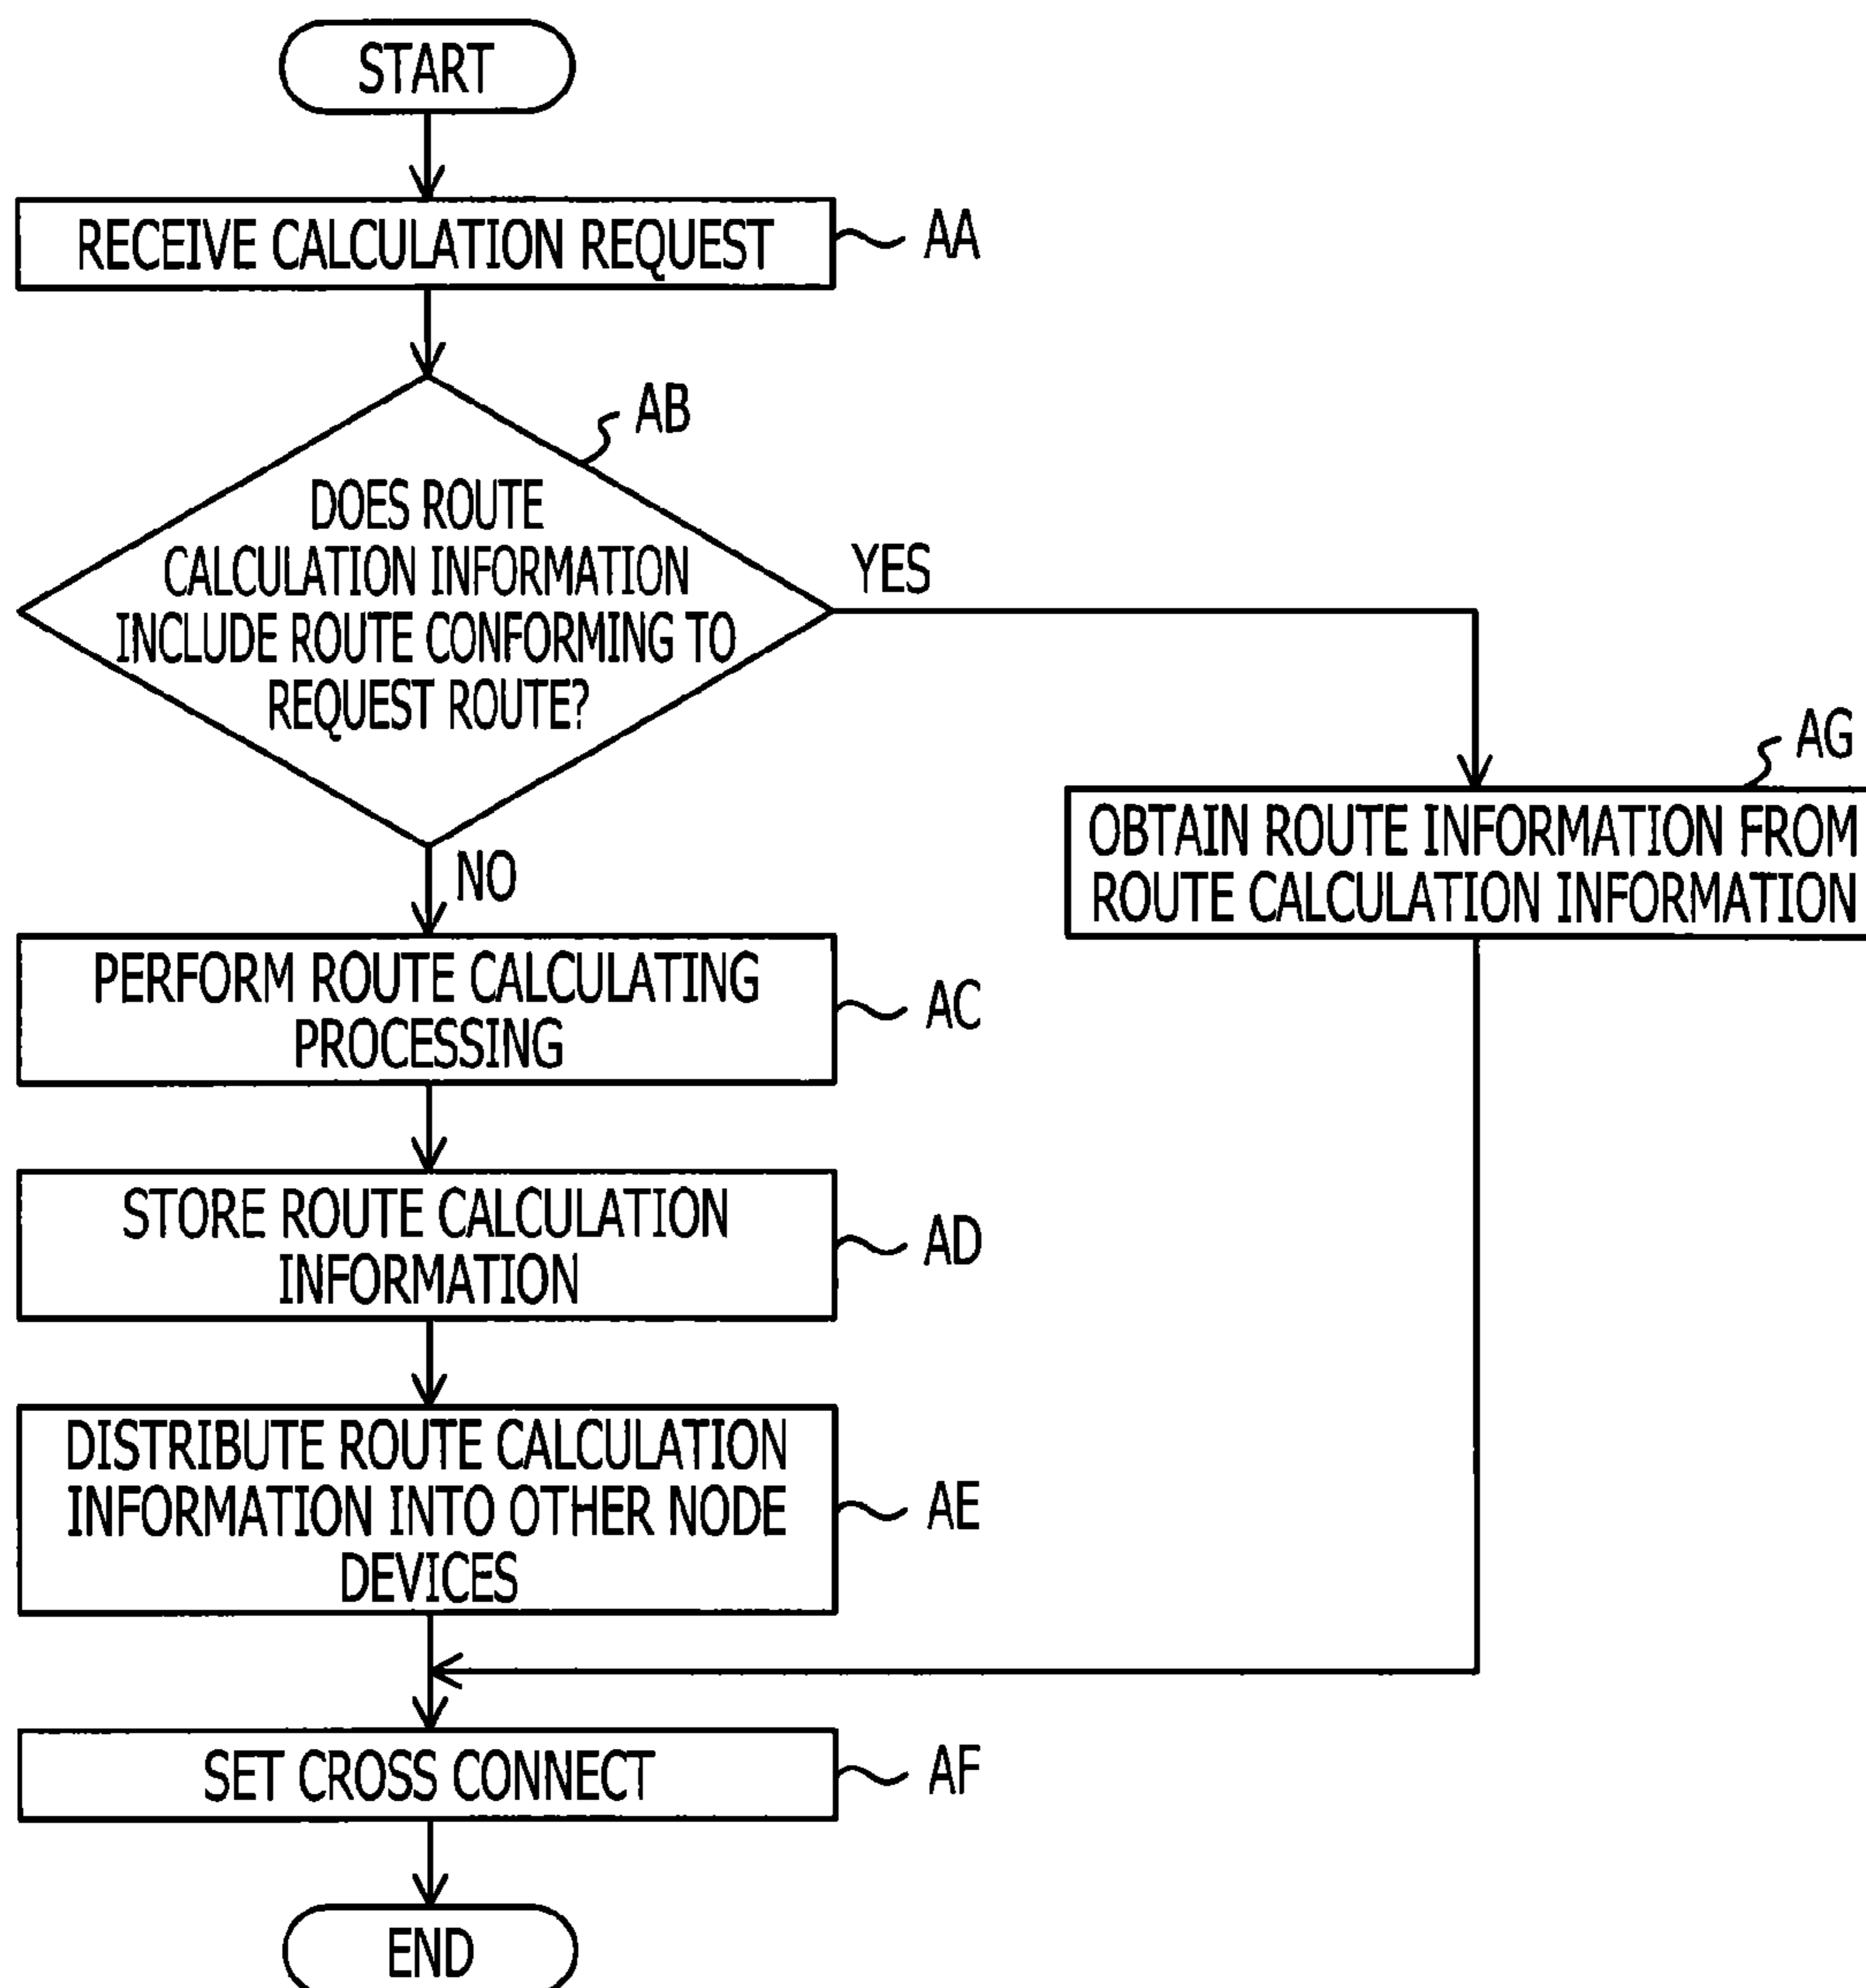 START
RECEIVE CALCULATION REQUEST
AA
AB
DOES ROUTE
CALCULATION INFORMATION
INCLUDE ROUTE CONFORMING TO
REQUEST ROUTE?
YES
NO
AG
OBTAIN ROUTE INFORMATION FROM
ROUTE CALCULATION INFORMATION
PERFORM ROUTE CALCULATING
PROCESSING
AC
STORE ROUTE CALCULATION
INFORMATION
AD
DISTRIBUTE ROUTE CALCULATION
INFORMATION INTO OTHER NODE
DEVICES
AE
SET CROSS CONNECT
AF
END